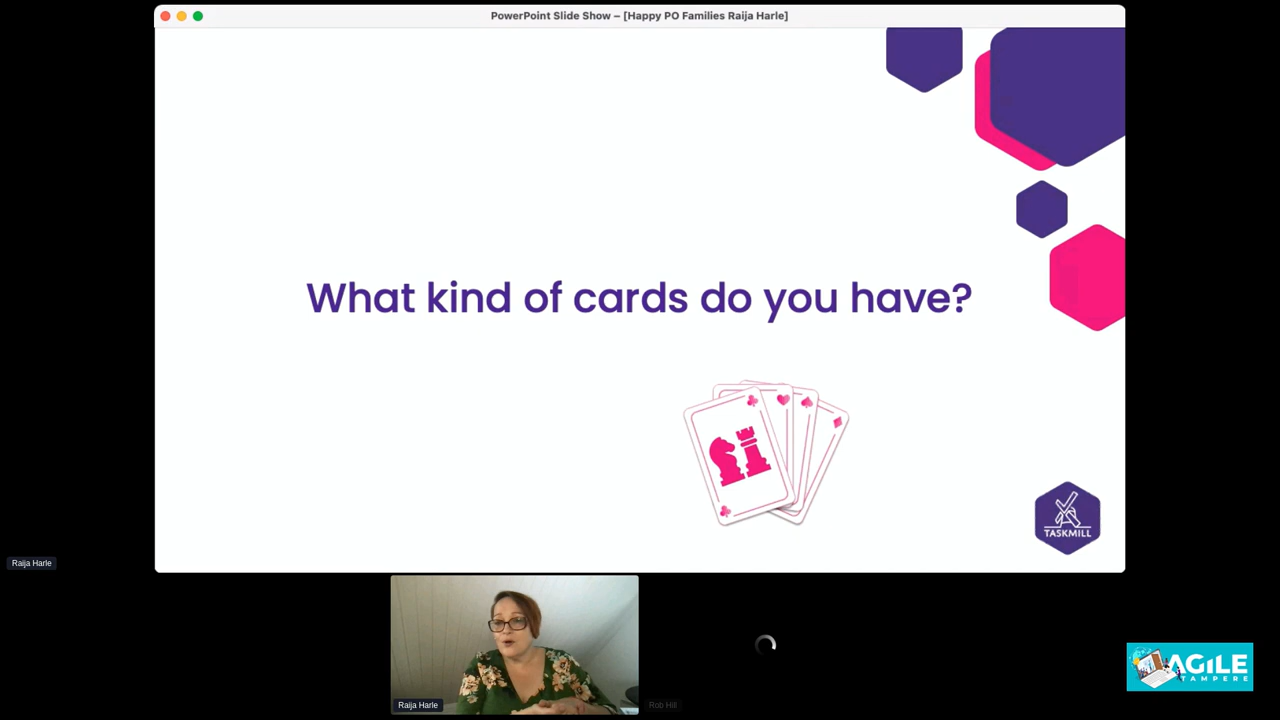 PowerPoint Slide Show – [Happy PO Families Raija Harle]
What kind of cards do you have?
TASKMILL
Raija Harle
Raija Harle
Rob Hill
AGILE
TAMPERE